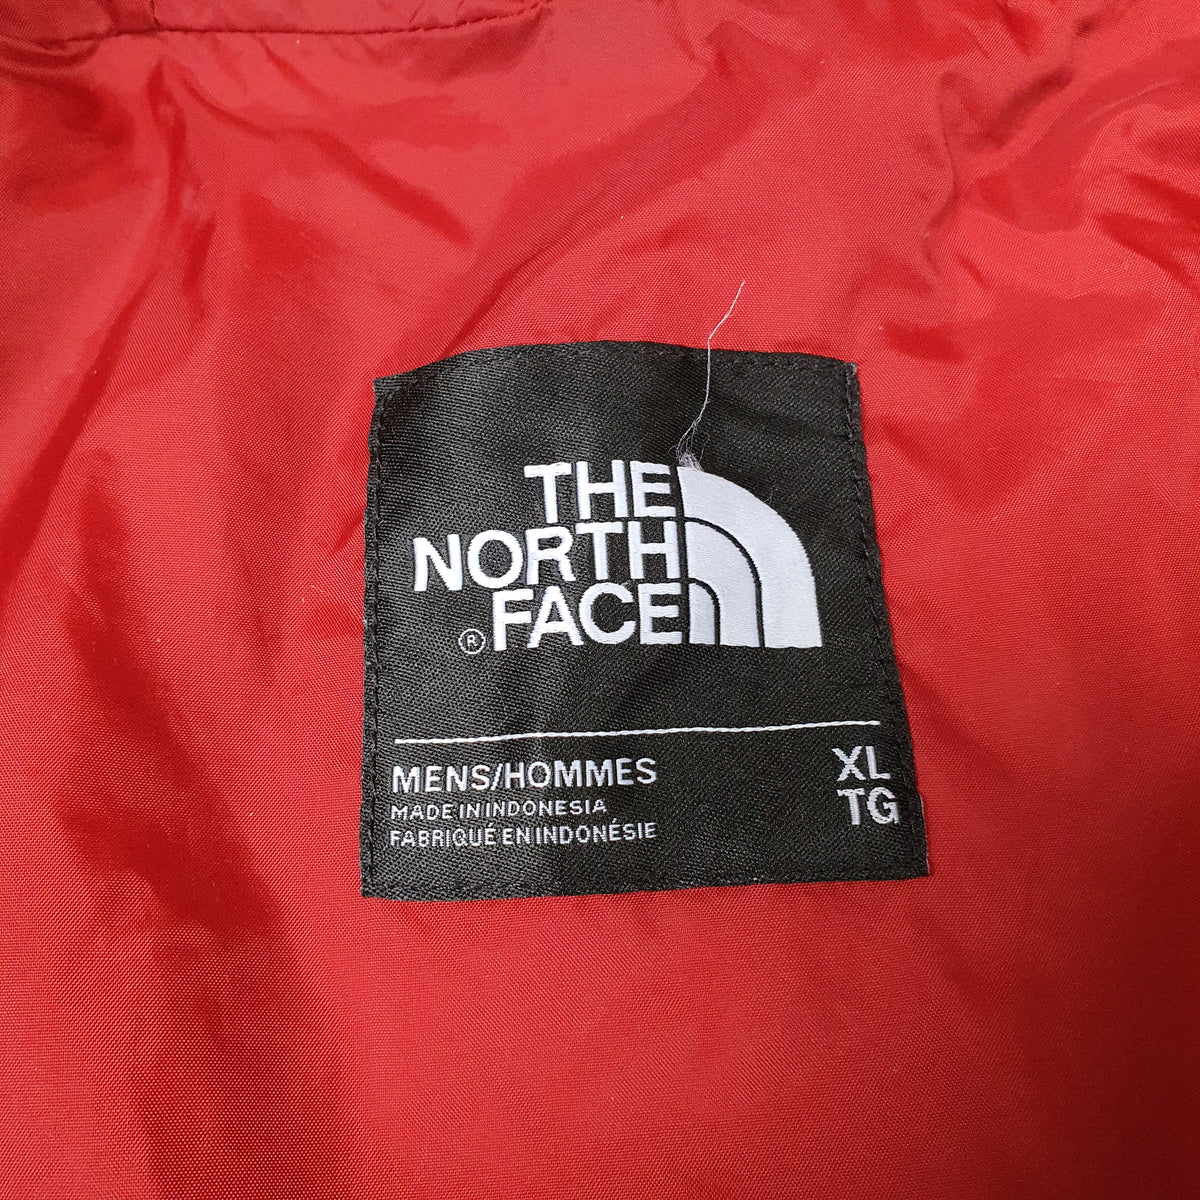 THE
NORTH
® FACE
MENS/HOMMES XL
MADE IN INDONESIA TG
FABRIQUÉ EN INDONÉSIE